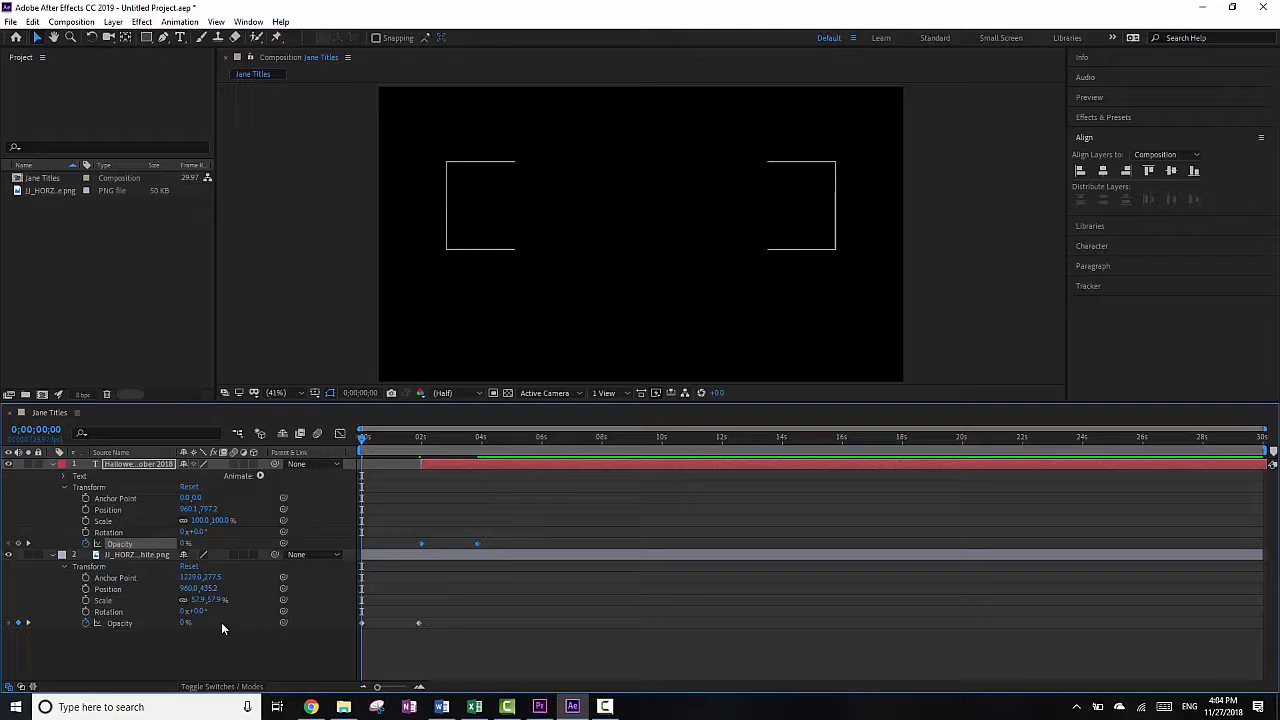 Adobe After Effects CC 2019 - Untitled Project.aep *
File Edit Composition Layer Effect Animation View Window Help
Snapping Default Learn Standard Small Screen Libraries Search Help
Project Composition Jane Titles Info
Jane Titles
Audio
Preview
Effects & Presets
Align
Align Layers to: Composition
Name Type Size Frame R...
Jane Titles Composition 29.97
JJ_HORZ...e.png PNG file 50 KB
Distribute Layers:
Libraries
Character
Paragraph
Tracker
8 bpc (41%) 0;00;00;00 (Half) Active Camera 1 View +0.0
Jane Titles
0;00;00;00
00000 (29.97 fps)
02s 04s 06s 08s 10s 12s 14s 16s 18s 20s 22s 24s 26s 28s 30s
# Source Name Parent & Link
1 T Hallowe...ober 2018 None
Text Animate:
Transform Reset
Anchor Point 0.0,0.0
Position 960.1,797.2
Scale 100.0,100.0 %
Rotation 0x+0.0°
Opacity 0 %
2 JJ_HORZ...hite.png None
Transform Reset
Anchor Point 1229.0,277.5
Position 960.0,435.2
Scale 57.9,57.9 %
Rotation 0x+0.0°
Opacity 0 %
Toggle Switches / Modes
Type here to search
4:04 PM
11/27/2018